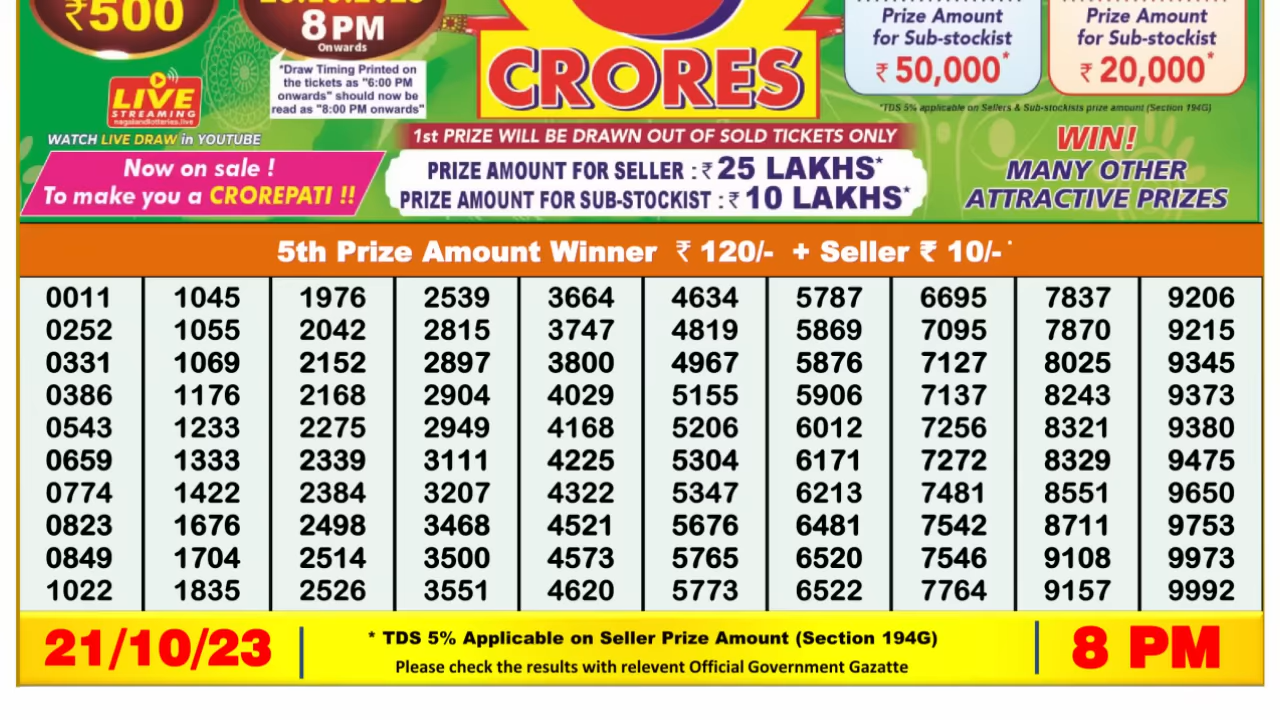 ₹500
8 PM
Onwards
*Draw Timing Printed on
the tickets as "6:00 PM
onwards" should now be
read as "8:00 PM onwards"
LIVE
STREAMING
nagalandlotteries.live
WATCH LIVE DRAW in YOUTUBE
Now on sale !
To make you a CROREPATI !!
CRORES
1st PRIZE WILL BE DRAWN OUT OF SOLD TICKETS ONLY
PRIZE AMOUNT FOR SELLER : ₹ 25 LAKHS*
PRIZE AMOUNT FOR SUB-STOCKIST : ₹ 10 LAKHS*
Prize Amount
for Sub-stockist
₹ 50,000*
Prize Amount
for Sub-stockist
₹ 20,000*
*TDS 5% applicable on Sellers & Sub-stockists prize amount (Section 194G)
WIN!
MANY OTHER
ATTRACTIVE PRIZES
5th Prize Amount Winner ₹ 120/- + Seller ₹ 10/- *
0011 1045 1976 2539 3664 4634 5787 6695 7837 9206
0252 1055 2042 2815 3747 4819 5869 7095 7870 9215
0331 1069 2152 2897 3800 4967 5876 7127 8025 9345
0386 1176 2168 2904 4029 5155 5906 7137 8243 9373
0543 1233 2275 2949 4168 5206 6012 7256 8321 9380
0659 1333 2339 3111 4225 5304 6171 7272 8329 9475
0774 1422 2384 3207 4322 5347 6213 7481 8551 9650
0823 1676 2498 3468 4521 5676 6481 7542 8711 9753
0849 1704 2514 3500 4573 5765 6520 7546 9108 9973
1022 1835 2526 3551 4620 5773 6522 7764 9157 9992
21/10/23
* TDS 5% Applicable on Seller Prize Amount (Section 194G)
Please check the results with relevent Official Government Gazatte
8 PM